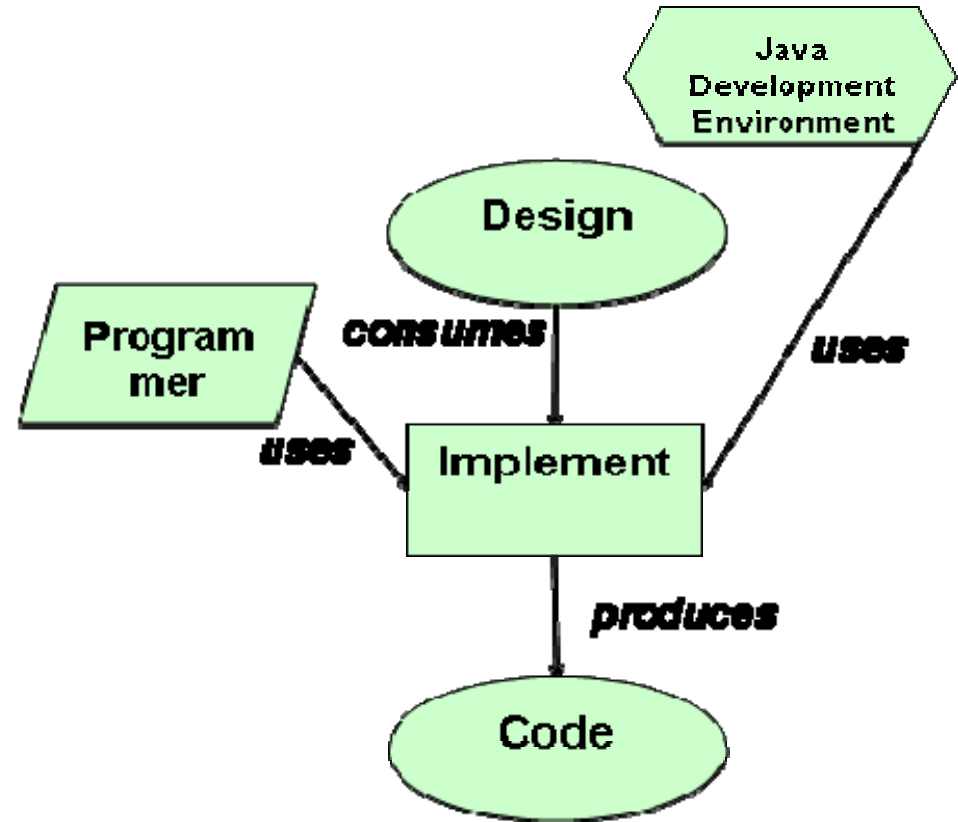 Java
Development
Environment
Design
consumes
uses
Program
mer
uses
Implement
produces
Code